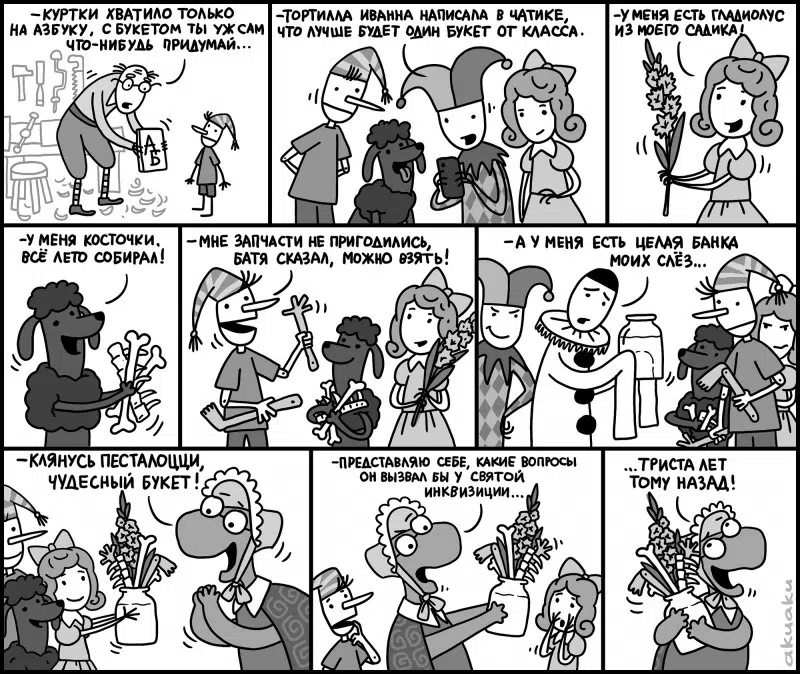 -КУРТКИ ХВАТИЛО ТОЛЬКО
НА АЗБУКУ, С БУКЕТОМ ТЫ УЖ САМ
ЧТО-НИБУДЬ ПРИДУМАЙ...
А
Б
-ТОРТИЛЛА ИВАННА НАПИСАЛА В ЧАТИКЕ,
ЧТО ЛУЧШЕ БУДЕТ ОДИН БУКЕТ ОТ КЛАССА.
-У МЕНЯ ЕСТЬ ГЛАДИОЛУС
ИЗ МОЕГО САДИКА!
-У МЕНЯ КОСТОЧКИ.
ВСЁ ЛЕТО СОБИРАЛ!
-МНЕ ЗАПЧАСТИ НЕ ПРИГОДИЛИСЬ,
БАТЯ СКАЗАЛ, МОЖНО ВЗЯТЬ!
-А У МЕНЯ ЕСТЬ ЦЕЛАЯ БАНКА
МОИХ СЛЁЗ...
-КЛЯНУСЬ ПЕСТАЛОЦЦИ,
ЧУДЕСНЫЙ БУКЕТ!
-ПРЕДСТАВЛЯЮ СЕБЕ, КАКИЕ ВОПРОСЫ
ОН ВЫЗВАЛ БЫ У СВЯТОЙ
ИНКВИЗИЦИИ...
...ТРИСТА ЛЕТ
ТОМУ НАЗАД!
akuaku